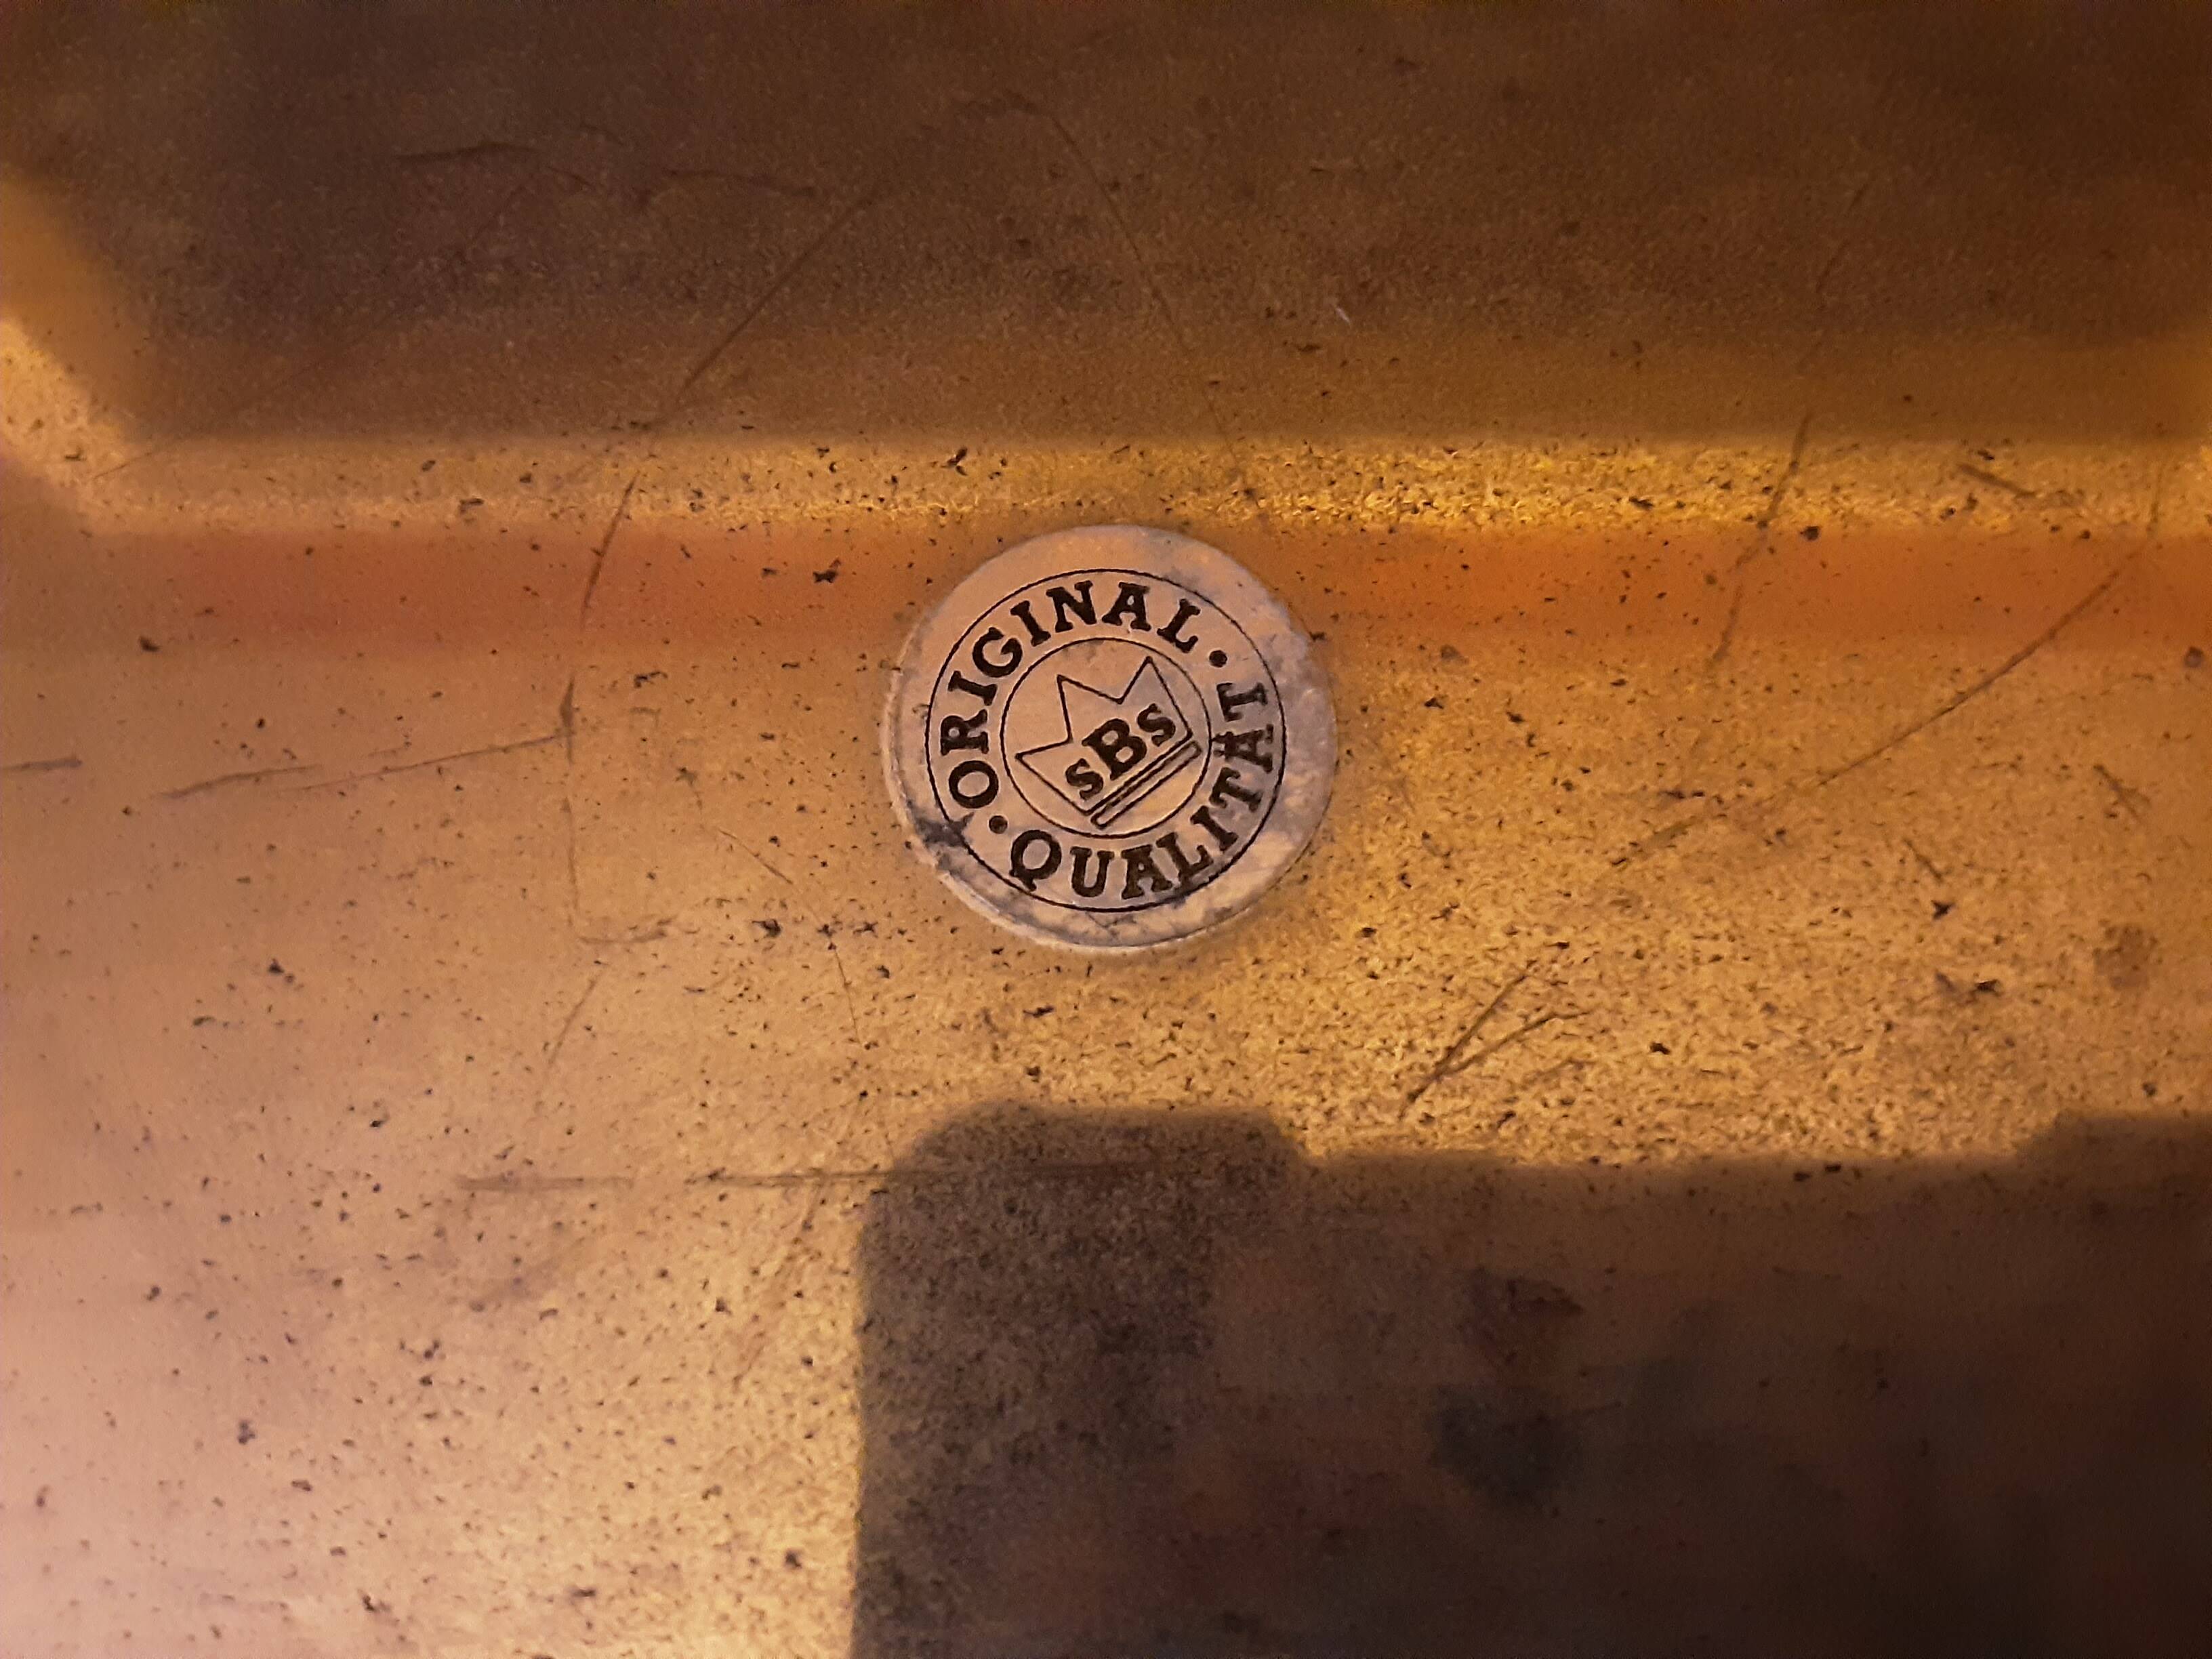 ORIGINAL · QUALITÄT ·
SBS